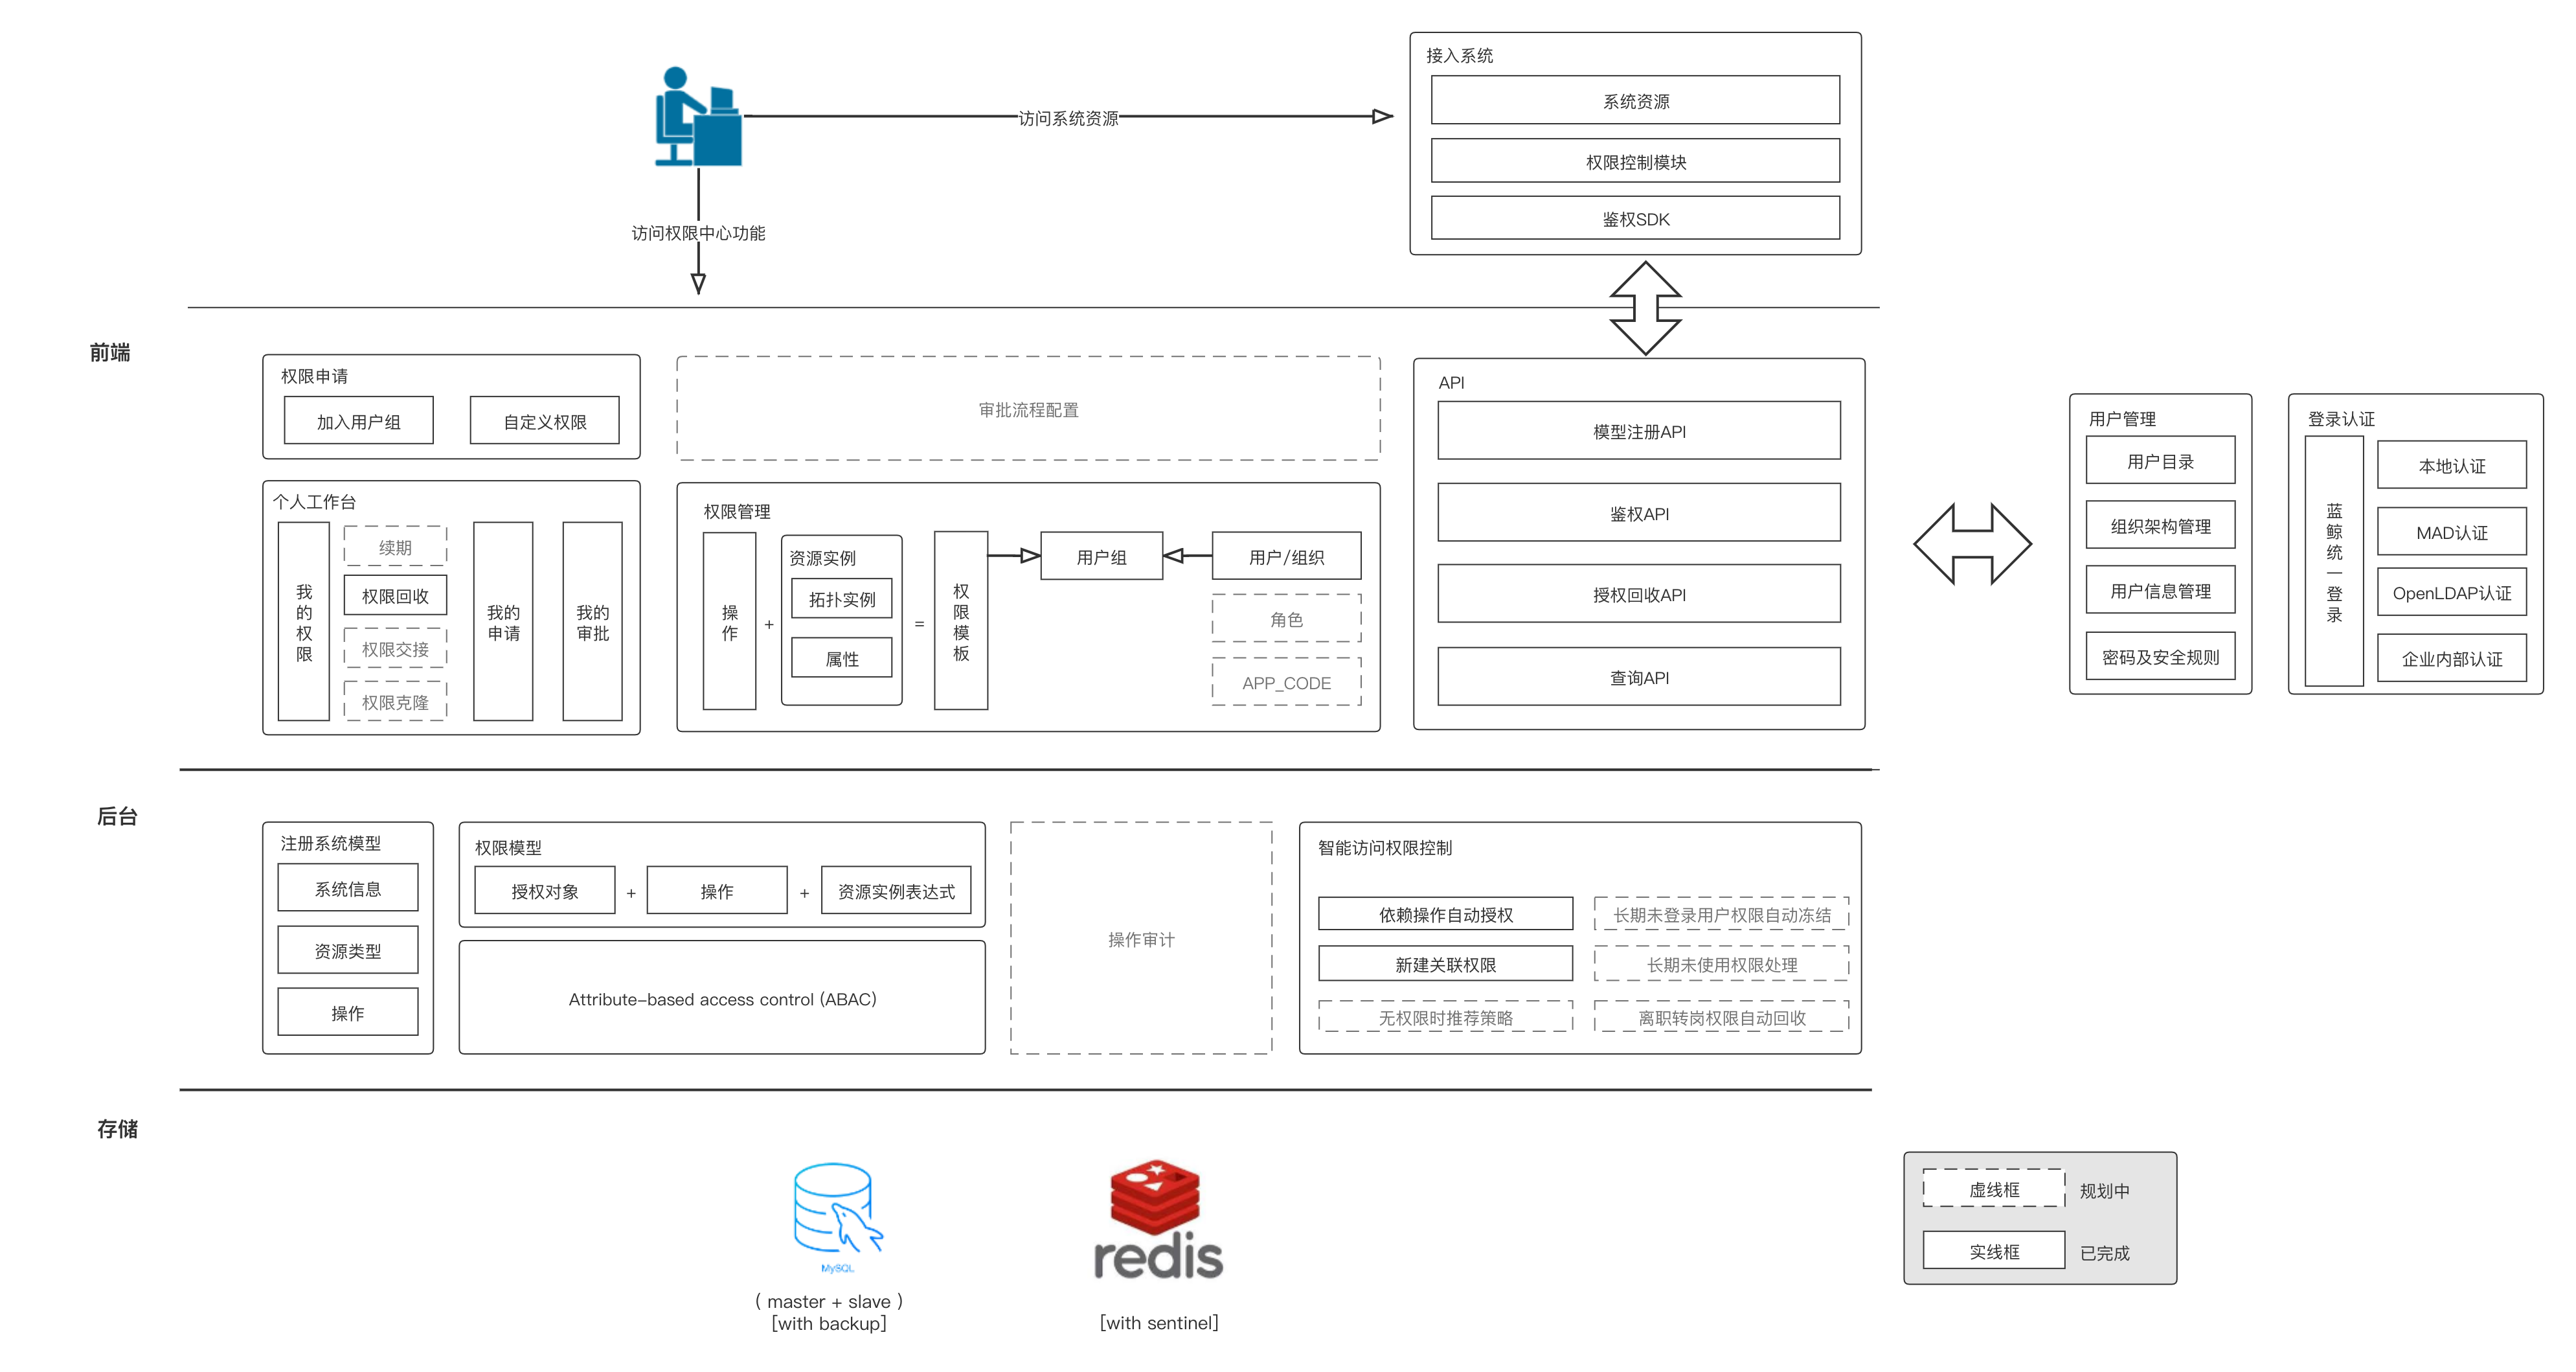 接入系统
系统资源
访问系统资源
权限控制模块
鉴权SDK
访问权限中心功能
前端
权限申请
加入用户组
自定义权限
审批流程配置
个人工作台
我的权限
续期
权限回收
权限交接
权限克隆
我的
申请
我的
审批
权限管理
操作
+
资源实例
拓扑实例
属性
=
权限模板
用户组
用户/组织
角色
APP_CODE
API
模型注册API
鉴权API
授权回收API
查询API
用户管理
用户目录
组织架构管理
用户信息管理
密码及安全规则
登录认证
蓝鲸统一登录
本地认证
MAD认证
OpenLDAP认证
企业内部认证
后台
注册系统模型
系统信息
资源类型
操作
权限模型
授权对象
+
操作
+
资源实例表达式
Attribute-based access control (ABAC)
操作审计
智能访问权限控制
依赖操作自动授权
长期未登录用户权限自动冻结
新建关联权限
长期未使用权限处理
无权限时推荐策略
离职转岗权限自动回收
存储
MySQL
( master + slave )
[with backup]
redis
[with sentinel]
虚线框
规划中
实线框
已完成